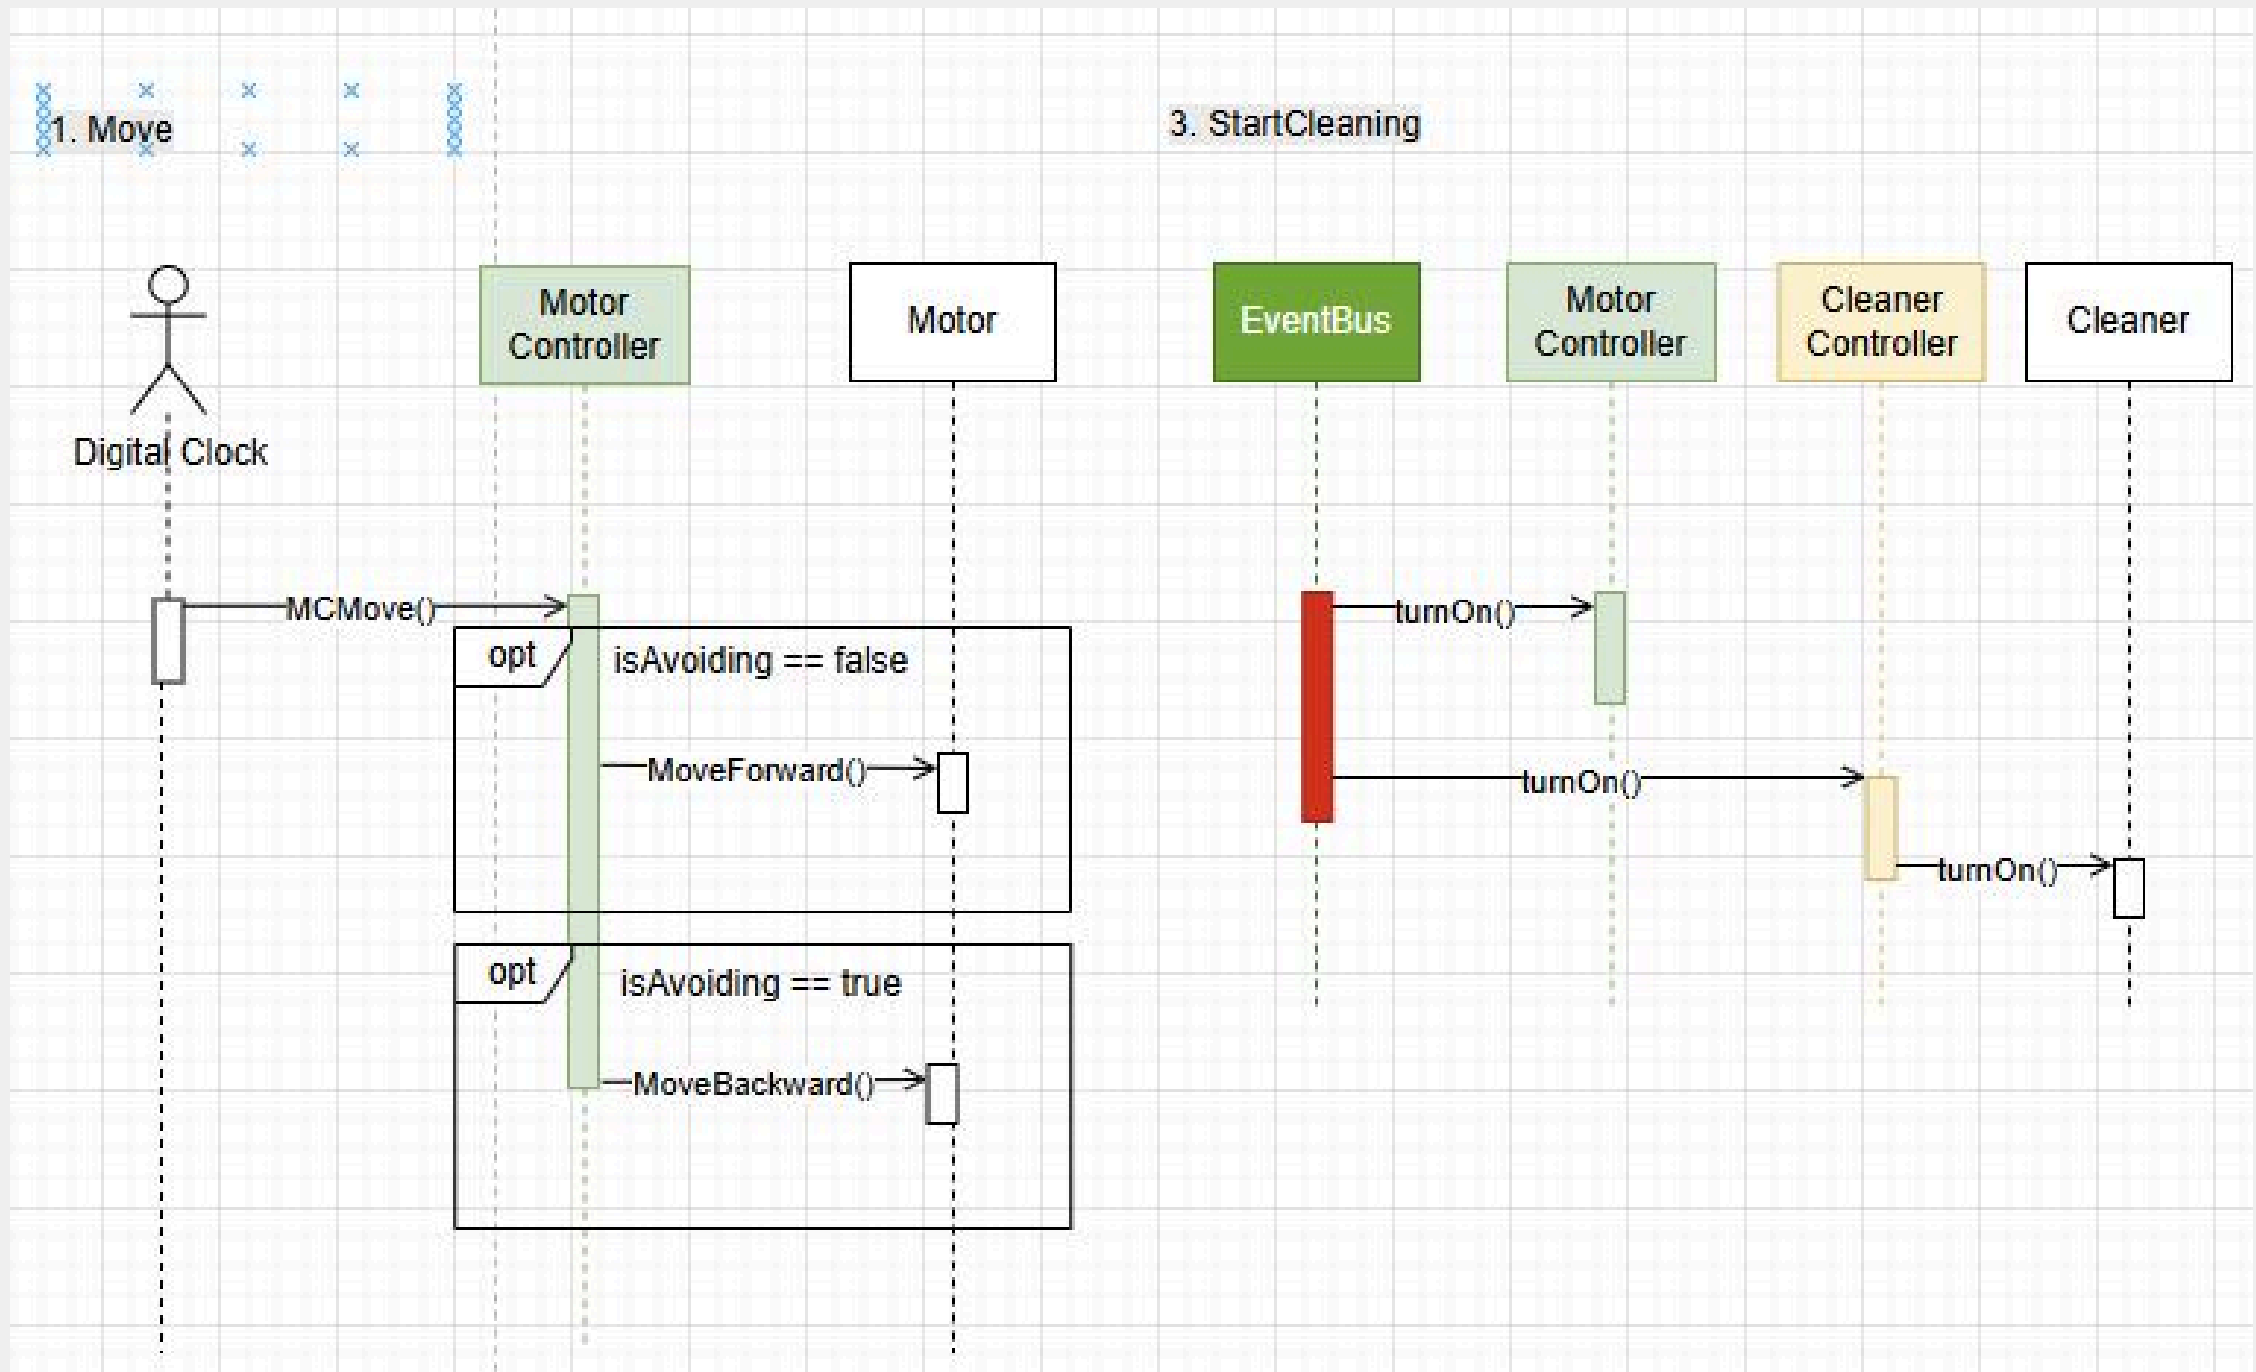 1. Move
Digital Clock
Motor
Controller
Motor
MCMove()
opt
isAvoiding == false
MoveForward()
opt
isAvoiding == true
MoveBackward()
3. StartCleaning
EventBus
Motor
Controller
Cleaner
Controller
Cleaner
turnOn()
turnOn()
turnOn()